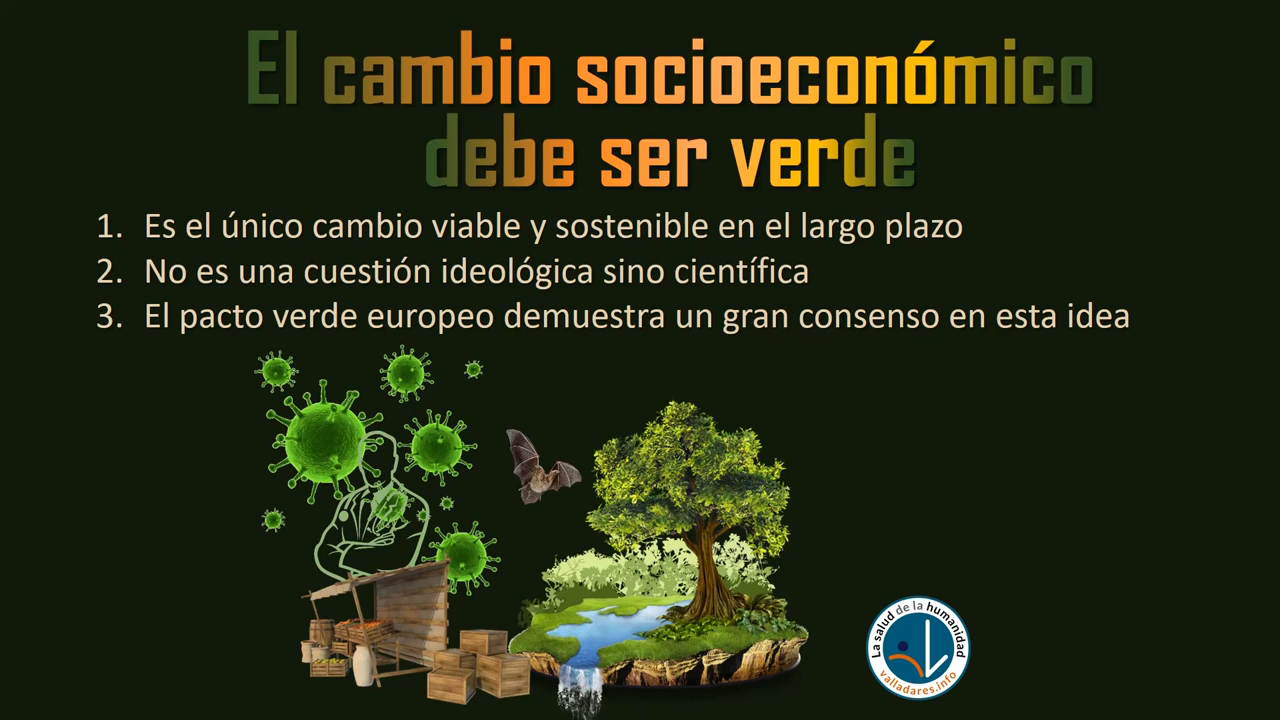 El cambio socioeconómico
debe ser verde
1. Es el único cambio viable y sostenible en el largo plazo
2. No es una cuestión ideológica sino científica
3. El pacto verde europeo demuestra un gran consenso en esta idea
La salud de la humanidad
valladares.info